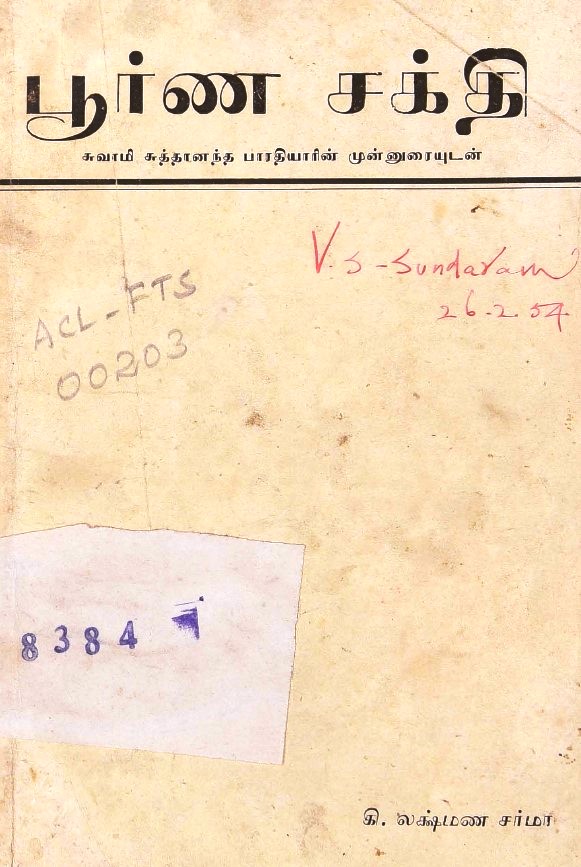 பூர்ண சக்தி
சுவாமி சுத்தானந்த பாரதியாரின் முன்னுரையுடன்
V. S - Sundaram
26.2.54
ACL-FTS
00203
8384
கி. லக்ஷ்மண சர்மா